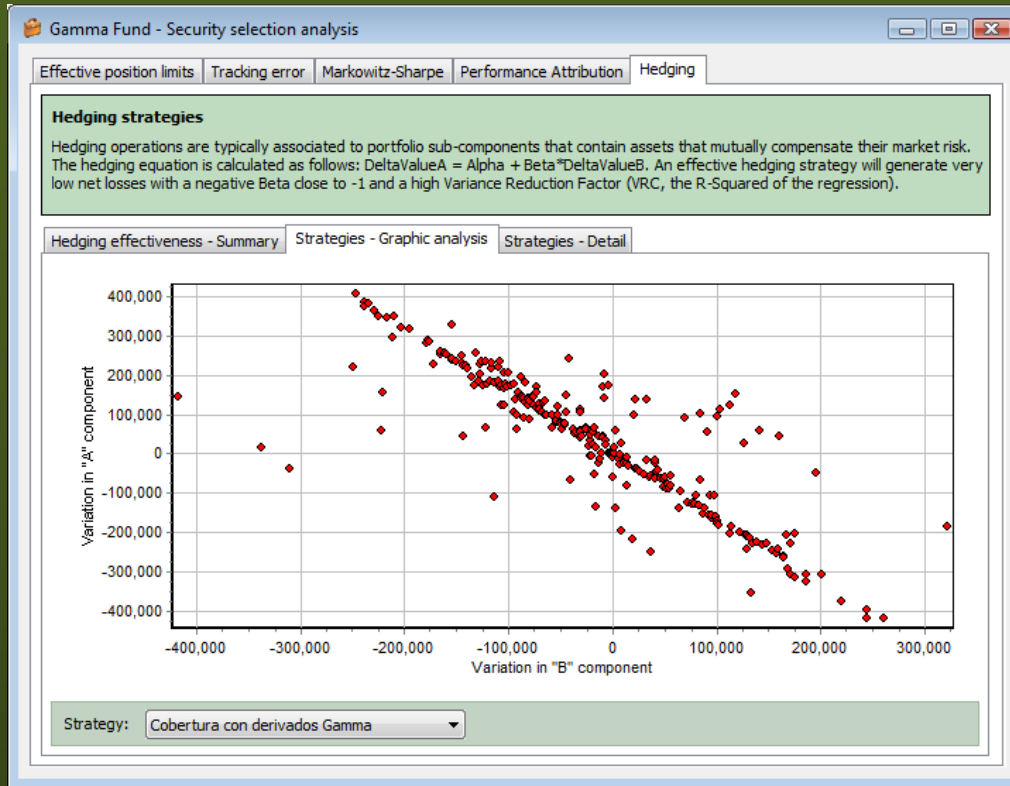 Gamma Fund - Security selection analysis
Effective position limits Tracking error Markowitz-Sharpe Performance Attribution Hedging
Hedging strategies
Hedging operations are typically associated to portfolio sub-components that contain assets that mutually compensate their market risk.
The hedging equation is calculated as follows: DeltaValueA = Alpha + Beta*DeltaValueB. An effective hedging strategy will generate very
low net losses with a negative Beta close to -1 and a high Variance Reduction Factor (VRC, the R-Squared of the regression).
Hedging effectiveness - Summary Strategies - Graphic analysis Strategies - Detail
400,000
300,000
200,000
100,000
0
-100,000
-200,000
-300,000
-400,000
Variation in "A" component
-400,000 -300,000 -200,000 -100,000 0 100,000 200,000 300,000
Variation in "B" component
Strategy: Cobertura con derivados Gamma